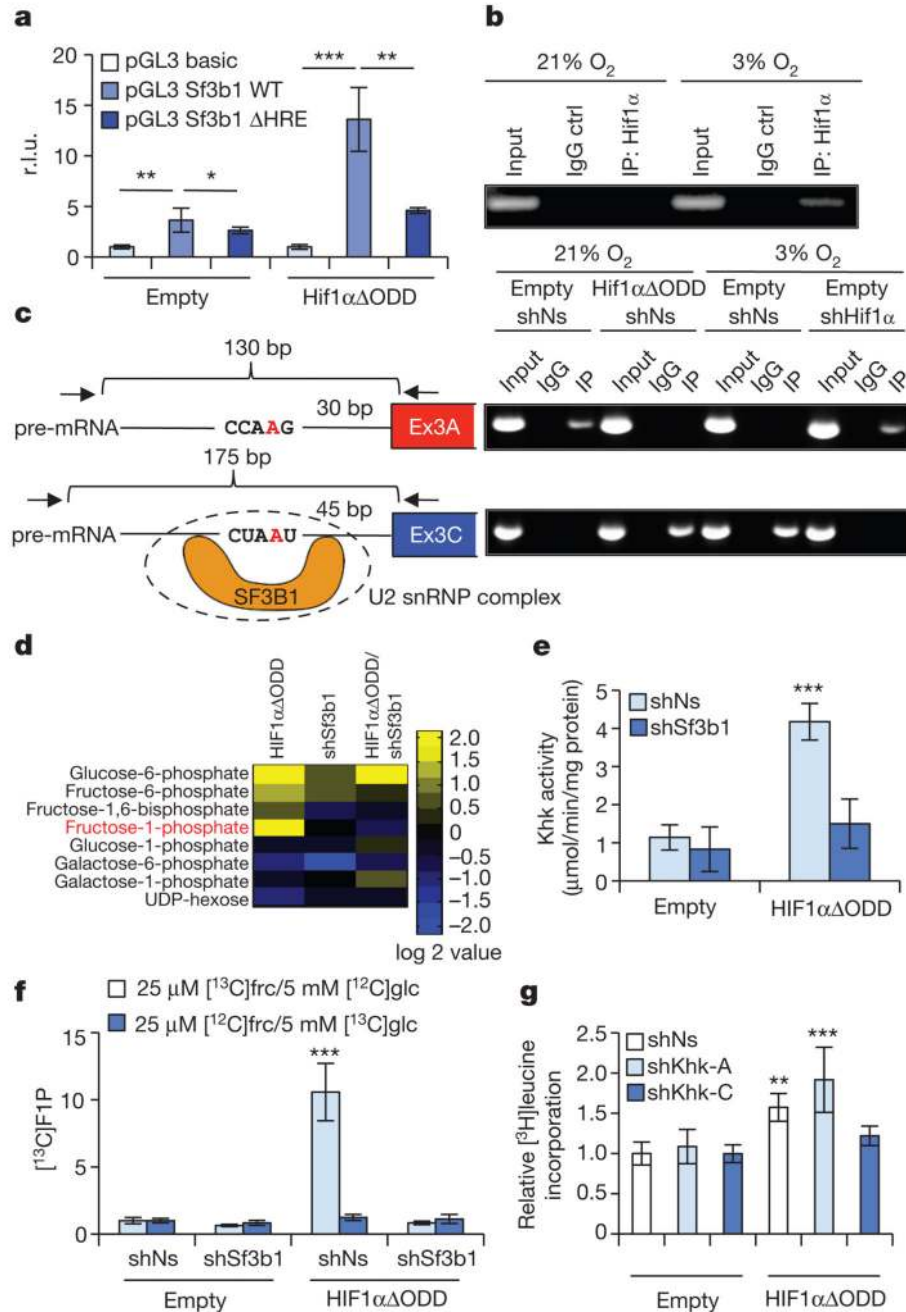 a
20
15
10
5
0
r.l.u.
pGL3 basic
pGL3 Sf3b1 WT
pGL3 Sf3b1 ΔHRE
** * *** **
Empty Hif1αΔODD
b
21% O2 3% O2
Input IgG ctrl IP: Hif1α Input IgG ctrl IP: Hif1α
21% O2 3% O2
Empty Hif1αΔODD Empty Empty
shNs shNs shNs shHif1α
Input IgG IP Input IgG IP Input IgG IP Input IgG IP
c
130 bp
30 bp
pre-mRNA CCAAG Ex3A
175 bp
45 bp
pre-mRNA CUAAU Ex3C
SF3B1
U2 snRNP complex
d
HIF1αΔODD shSf3b1 HIF1αΔODD/
shSf3b1
Glucose-6-phosphate
Fructose-6-phosphate
Fructose-1,6-bisphosphate
Fructose-1-phosphate
Glucose-1-phosphate
Galactose-6-phosphate
Galactose-1-phosphate
UDP-hexose
2.0
1.5
1.0
0.5
0
−0.5
−1.0
−1.5
−2.0
log 2 value
e
Khk activity
(μmol/min/mg protein)
5
4
3
2
1
0
shNs
shSf3b1
***
Empty HIF1αΔODD
f
25 μM [13C]frc/5 mM [12C]glc
25 μM [12C]frc/5 mM [13C]glc
[13C]F1P
15
10
5
0
***
shNs shSf3b1 shNs shSf3b1
Empty HIF1αΔODD
g
Relative [3H]leucine
incorporation
2.5
2.0
1.5
1.0
0.5
0
shNs
shKhk-A
shKhk-C
** ***
Empty HIF1αΔODD